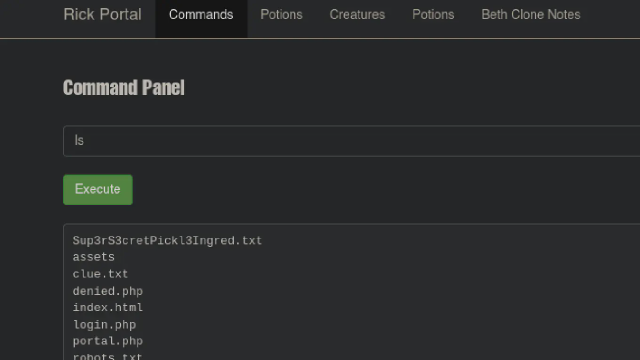 Rick Portal Commands Potions Creatures Potions Beth Clone Notes
Command Panel
ls
Execute
Sup3rS3cretPickl3Ingred.txt
assets
clue.txt
denied.php
index.html
login.php
portal.php
robots.txt